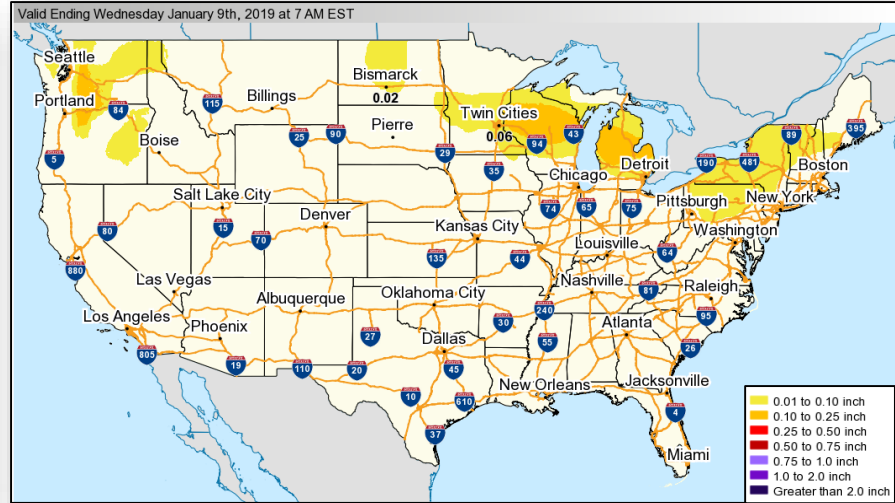 Valid Ending Wednesday January 9th, 2019 at 7 AM EST
Seattle
Portland
84
115
Billings
Bismarck
0.02
Twin Cities
0.06
94
43
89
395
5
Boise
25
90
Pierre
29
35
190
481
Boston
Detroit
Chicago
Salt Lake City
80
15
Denver
70
Kansas City
74
65
75
Pittsburgh
New York
Washington
880
Las Vegas
135
44
Louisville
64
Los Angeles
Albuquerque
Oklahoma City
Nashville
81
Raleigh
805
Phoenix
27
30
240
95
Dallas
55
Atlanta
26
19
110
20
45
10
610
New Orleans
Jacksonville
37
4
Miami
0.01 to 0.10 inch
0.10 to 0.25 inch
0.25 to 0.50 inch
0.50 to 0.75 inch
0.75 to 1.0 inch
1.0 to 2.0 inch
Greater than 2.0 inch